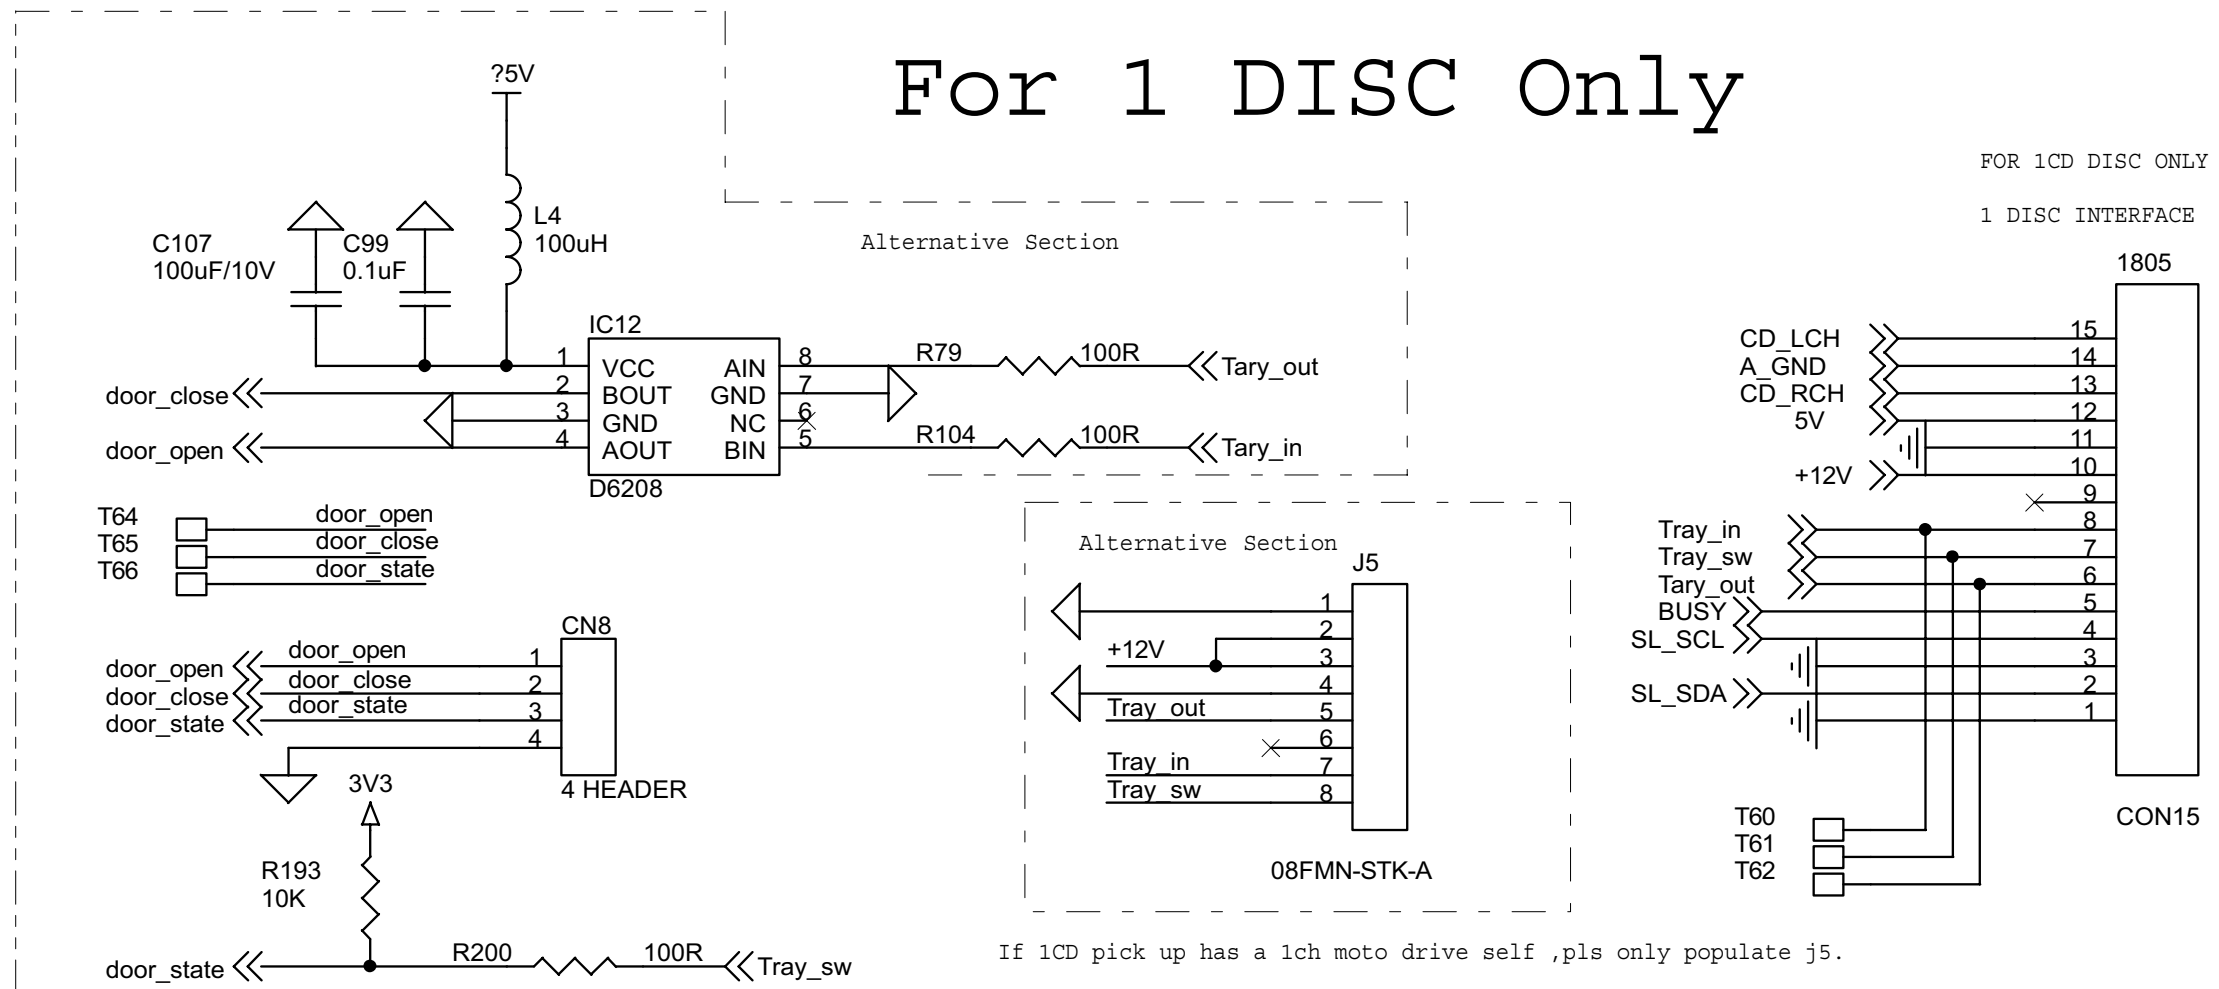 For 1 DISC Only
?5V
FOR 1CD DISC ONLY
1 DISC INTERFACE
L4
100uH
C107
100uF/10V
C99
0.1uF
Alternative Section
IC12
1 VCC AIN 8
2 BOUT GND 7
3 GND NC 6
4 AOUT BIN 5
D6208
door_close
door_open
R79 100R Tary_out
R104 100R Tary_in
T64 door_open
T65 door_close
T66 door_state
CN8
door_open door_open 1
door_close door_close 2
door_state door_state 3
4
4 HEADER
3V3
R193
10K
door_state R200 100R Tray_sw
Alternative Section
J5
1
2
+12V 3
4
Tray_out 5
6
Tray_in 7
Tray_sw 8
08FMN-STK-A
If 1CD pick up has a 1ch moto drive self ,pls only populate j5.
1805
CD_LCH 15
A_GND 14
CD_RCH 13
5V 12
11
+12V 10
9
Tray_in 8
Tray_sw 7
Tary_out 6
BUSY 5
SL_SCL 4
3
SL_SDA 2
1
T60
T61
T62
CON15